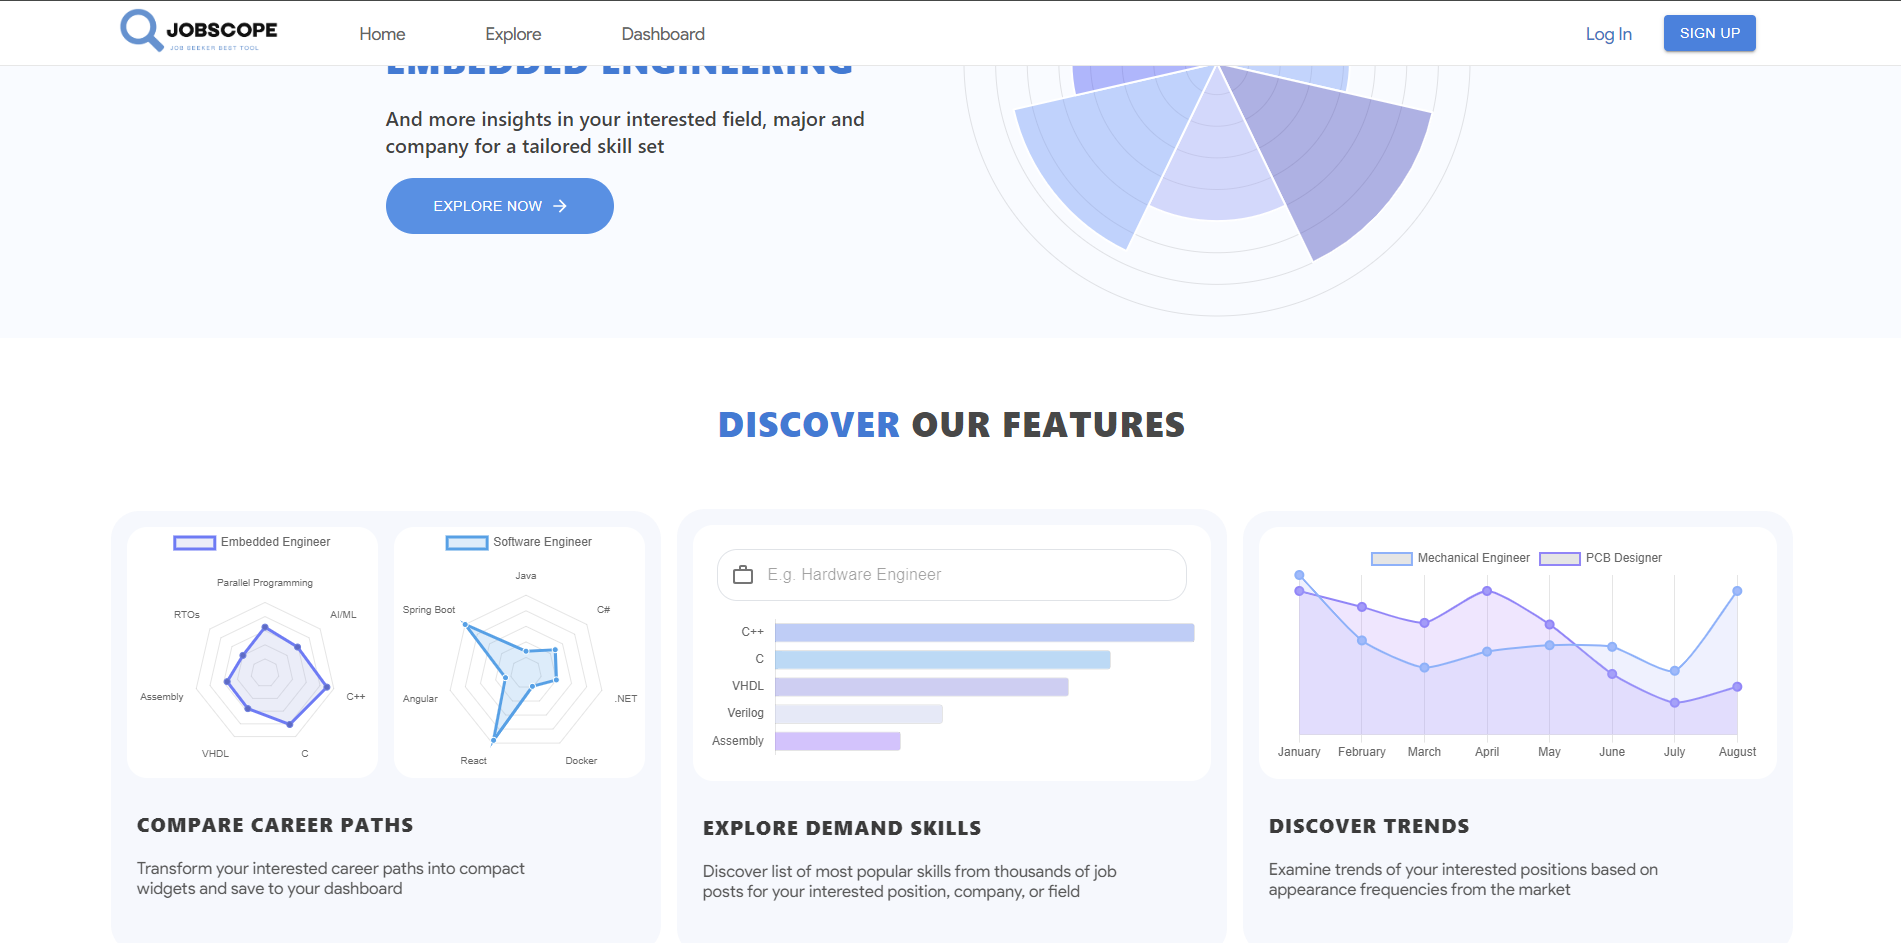 JOBSCOPE
JOB SEEKER BEST TOOL
Home
Explore
Dashboard
Log In
SIGN UP
EMBEDDED ENGINEERING
And more insights in your interested field, major and
company for a tailored skill set
EXPLORE NOW
DISCOVER OUR FEATURES
Embedded Engineer
Parallel Programming
RTOs
AI/ML
Assembly
C++
VHDL
C
Software Engineer
Java
Spring Boot
C#
Angular
.NET
React
Docker
COMPARE CAREER PATHS
Transform your interested career paths into compact
widgets and save to your dashboard
E.g. Hardware Engineer
C++
C
VHDL
Verilog
Assembly
EXPLORE DEMAND SKILLS
Discover list of most popular skills from thousands of job
posts for your interested position, company, or field
Mechanical Engineer
PCB Designer
January
February
March
April
May
June
July
August
DISCOVER TRENDS
Examine trends of your interested positions based on
appearance frequencies from the market